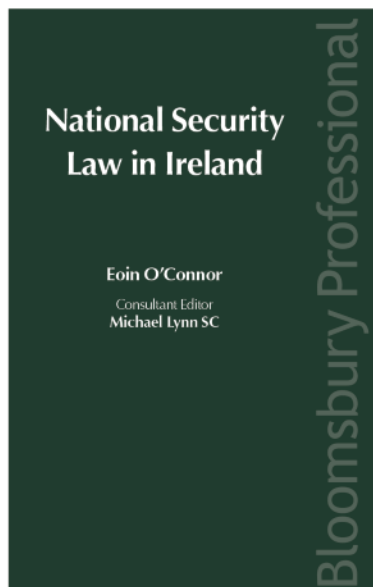 National Security
Law in Ireland
Eoin O’Connor
Consultant Editor
Michael Lynn SC
Bloomsbury Professional